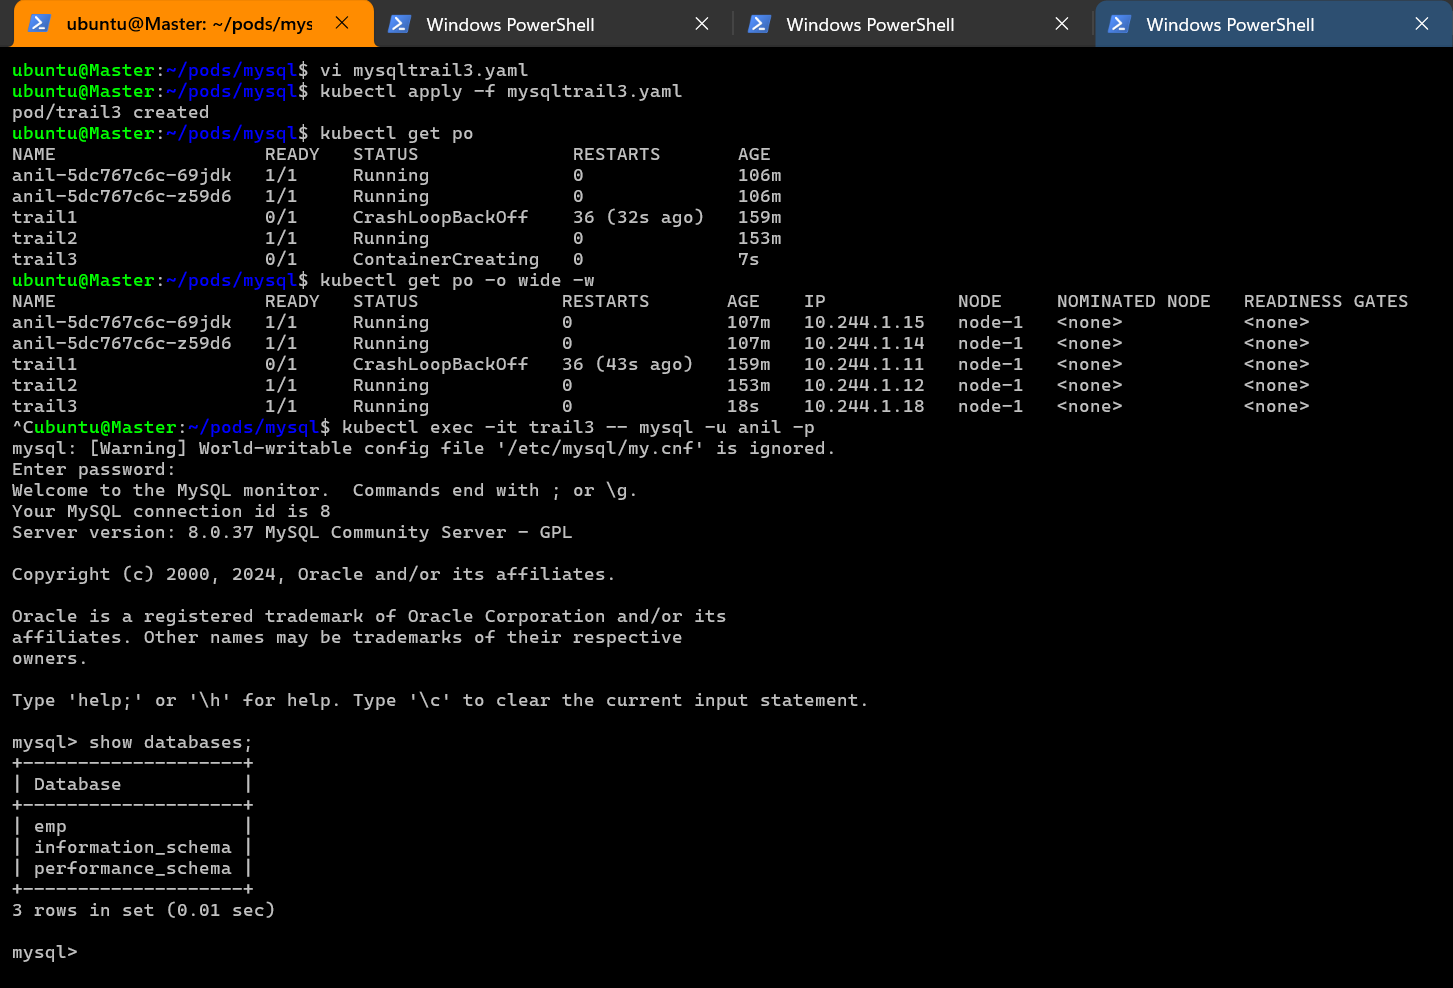 ubuntu@Master: ~/pods/mys
Windows PowerShell
Windows PowerShell
Windows PowerShell
ubuntu@Master:~/pods/mysql$ vi mysqltrail3.yaml
ubuntu@Master:~/pods/mysql$ kubectl apply -f mysqltrail3.yaml
pod/trail3 created
ubuntu@Master:~/pods/mysql$ kubectl get po
NAME                   READY   STATUS              RESTARTS       AGE
anil-5dc767c6c-69jdk   1/1     Running             0              106m
anil-5dc767c6c-z59d6   1/1     Running             0              106m
trail1                 0/1     CrashLoopBackOff    36 (32s ago)   159m
trail2                 1/1     Running             0              153m
trail3                 0/1     ContainerCreating   0              7s
ubuntu@Master:~/pods/mysql$ kubectl get po -o wide -w
NAME                   READY   STATUS             RESTARTS       AGE    IP            NODE     NOMINATED NODE   READINESS GATES
anil-5dc767c6c-69jdk   1/1     Running            0              107m   10.244.1.15   node-1   <none>           <none>
anil-5dc767c6c-z59d6   1/1     Running            0              107m   10.244.1.14   node-1   <none>           <none>
trail1                 0/1     CrashLoopBackOff   36 (43s ago)   159m   10.244.1.11   node-1   <none>           <none>
trail2                 1/1     Running            0              153m   10.244.1.12   node-1   <none>           <none>
trail3                 1/1     Running            0              18s    10.244.1.18   node-1   <none>           <none>
^Cubuntu@Master:~/pods/mysql$ kubectl exec -it trail3 -- mysql -u anil -p
mysql: [Warning] World-writable config file '/etc/mysql/my.cnf' is ignored.
Enter password:
Welcome to the MySQL monitor.  Commands end with ; or \g.
Your MySQL connection id is 8
Server version: 8.0.37 MySQL Community Server - GPL
Copyright (c) 2000, 2024, Oracle and/or its affiliates.
Oracle is a registered trademark of Oracle Corporation and/or its
affiliates. Other names may be trademarks of their respective
owners.
Type 'help;' or '\h' for help. Type '\c' to clear the current input statement.
mysql> show databases;
+--------------------+
| Database           |
+--------------------+
| emp                |
| information_schema |
| performance_schema |
+--------------------+
3 rows in set (0.01 sec)
mysql>